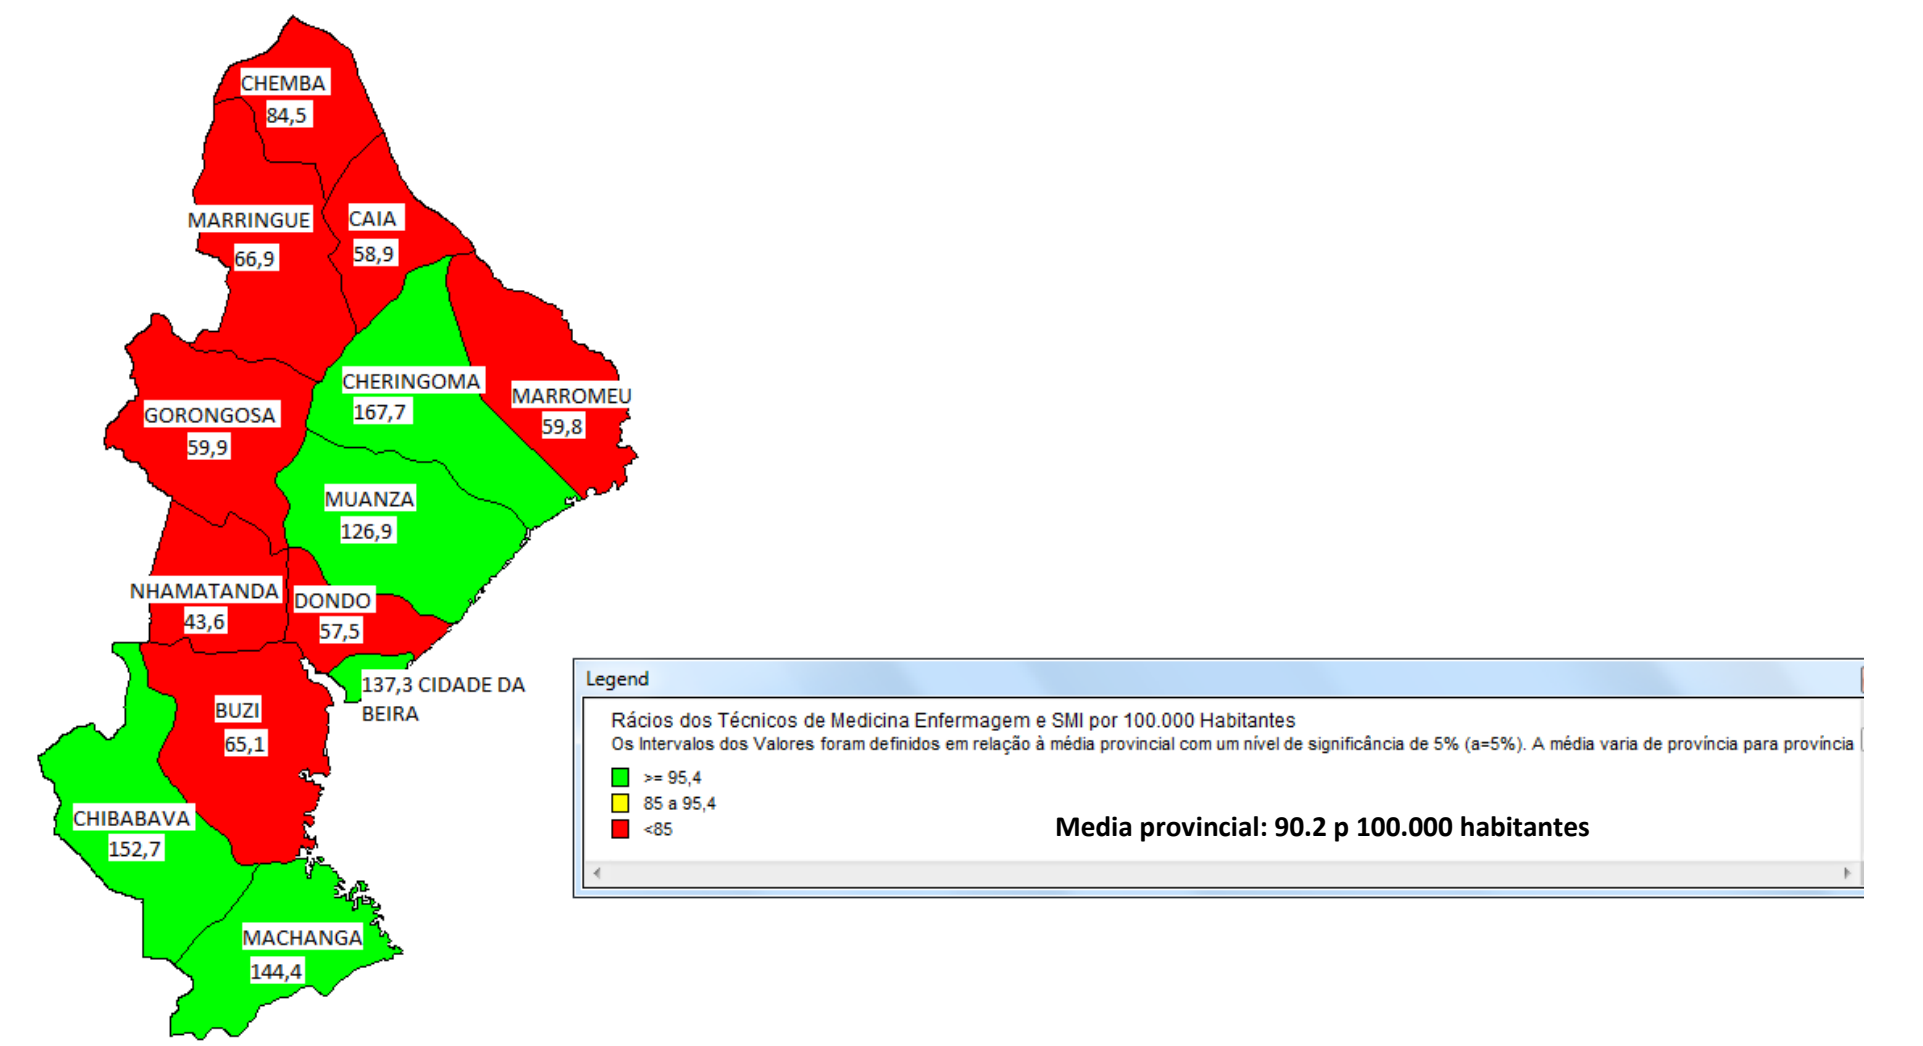 CHEMBA
84,5
MARRINGUE
66,9
CAIA
58,9
CHERINGOMA
167,7
MARROMEU
59,8
GORONGOSA
59,9
MUANZA
126,9
NHAMATANDA
43,6
DONDO
57,5
137,3 CIDADE DA
BEIRA
BUZI
65,1
CHIBABAVA
152,7
MACHANGA
144,4
Legend
Rácios dos Técnicos de Medicina Enfermagem e SMI por 100.000 Habitantes
Os Intervalos dos Valores foram definidos em relação à média provincial com um nível de significância de 5% (a=5%). A média varia de província para província
>= 95,4
85 a 95,4
<85
Media provincial: 90.2 p 100.000 habitantes